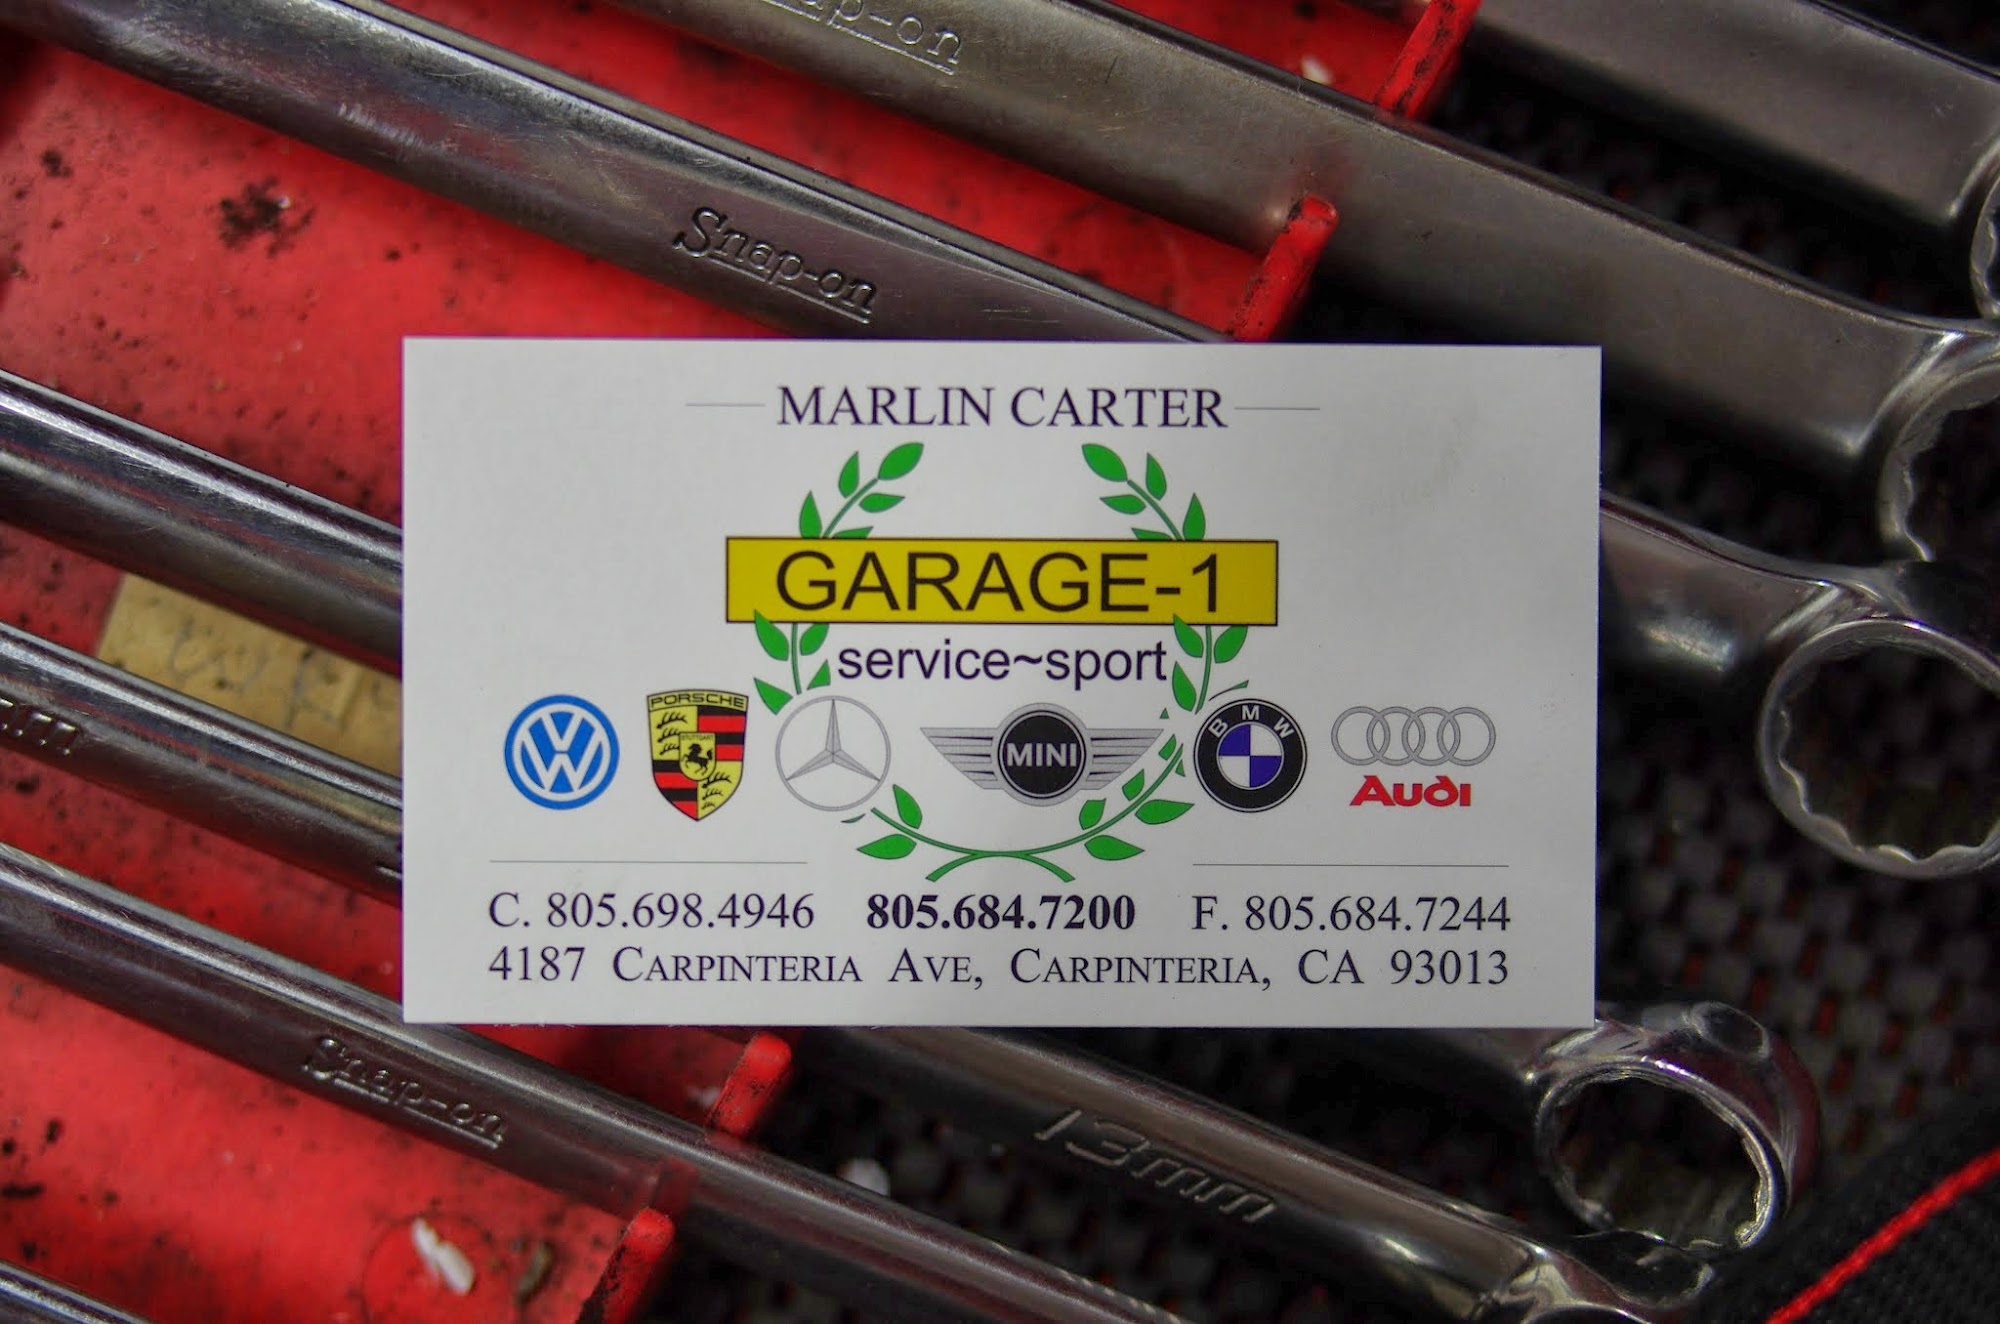 Snap-on
Snap-on
MARLIN CARTER
GARAGE-1
service~sport
PORSCHE
STUTTGART
MINI
BMW
Audi
C. 805.698.4946 805.684.7200 F. 805.684.7244
4187 Carpinteria Ave, Carpinteria, CA 93013
Snap-on
13mm